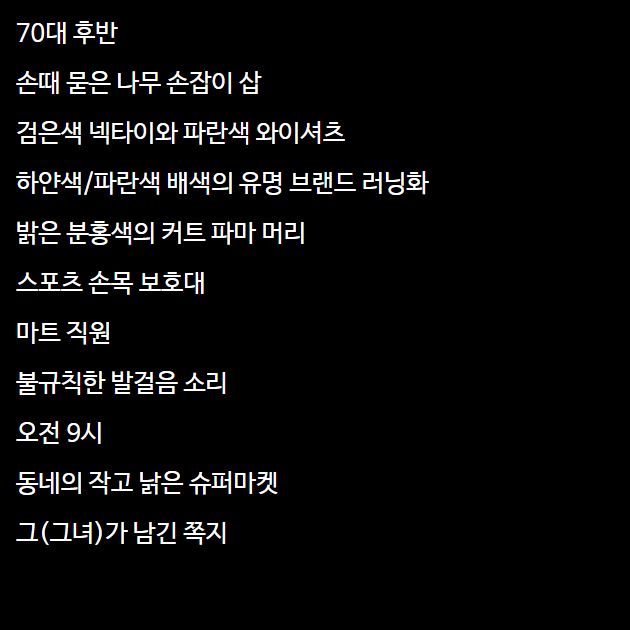 70대 후반
손때 묻은 나무 손잡이 삽
검은색 넥타이와 파란색 와이셔츠
하얀색/파란색 배색의 유명 브랜드 러닝화
밝은 분홍색의 커트 파마 머리
스포츠 손목 보호대
마트 직원
불규칙한 발걸음 소리
오전 9시
동네의 작고 낡은 슈퍼마켓
그(그녀)가 남긴 쪽지